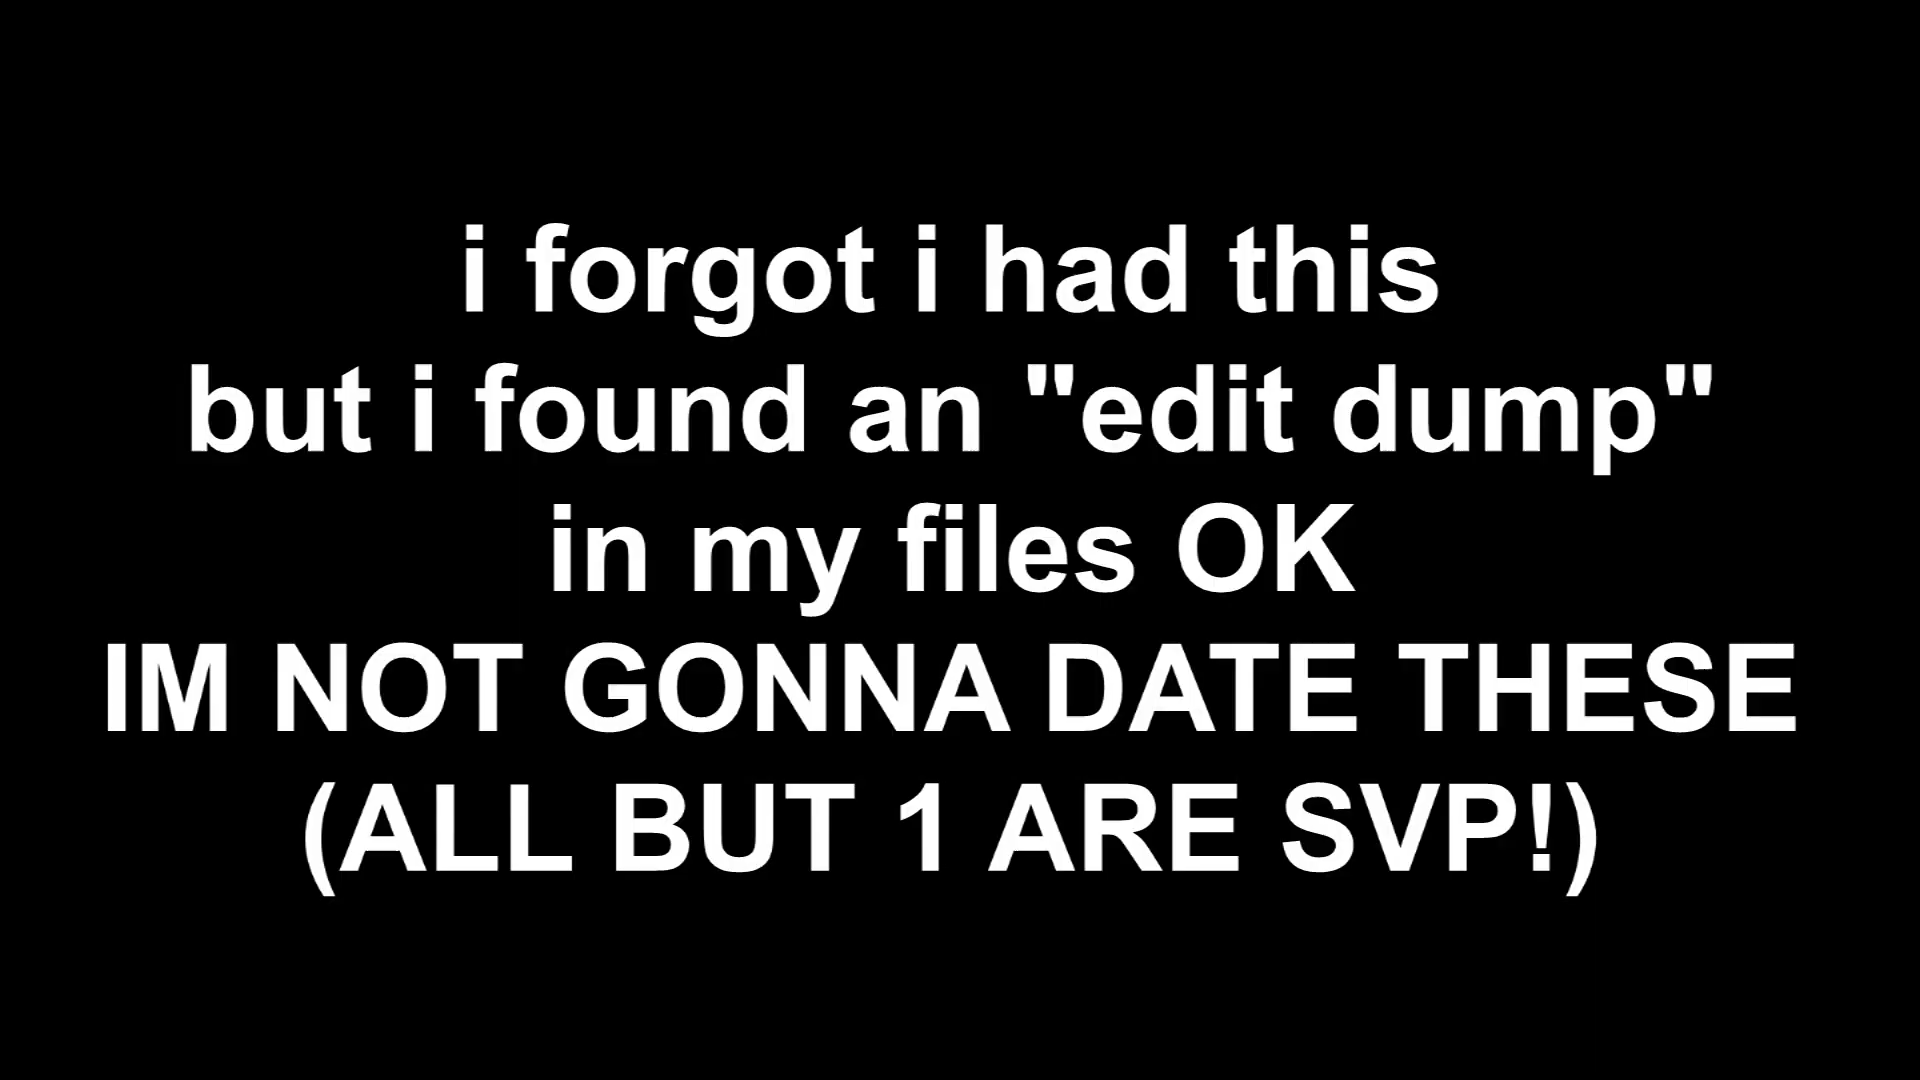 i forgot i had this
but i found an "edit dump"
in my files OK
IM NOT GONNA DATE THESE
(ALL BUT 1 ARE SVP!)